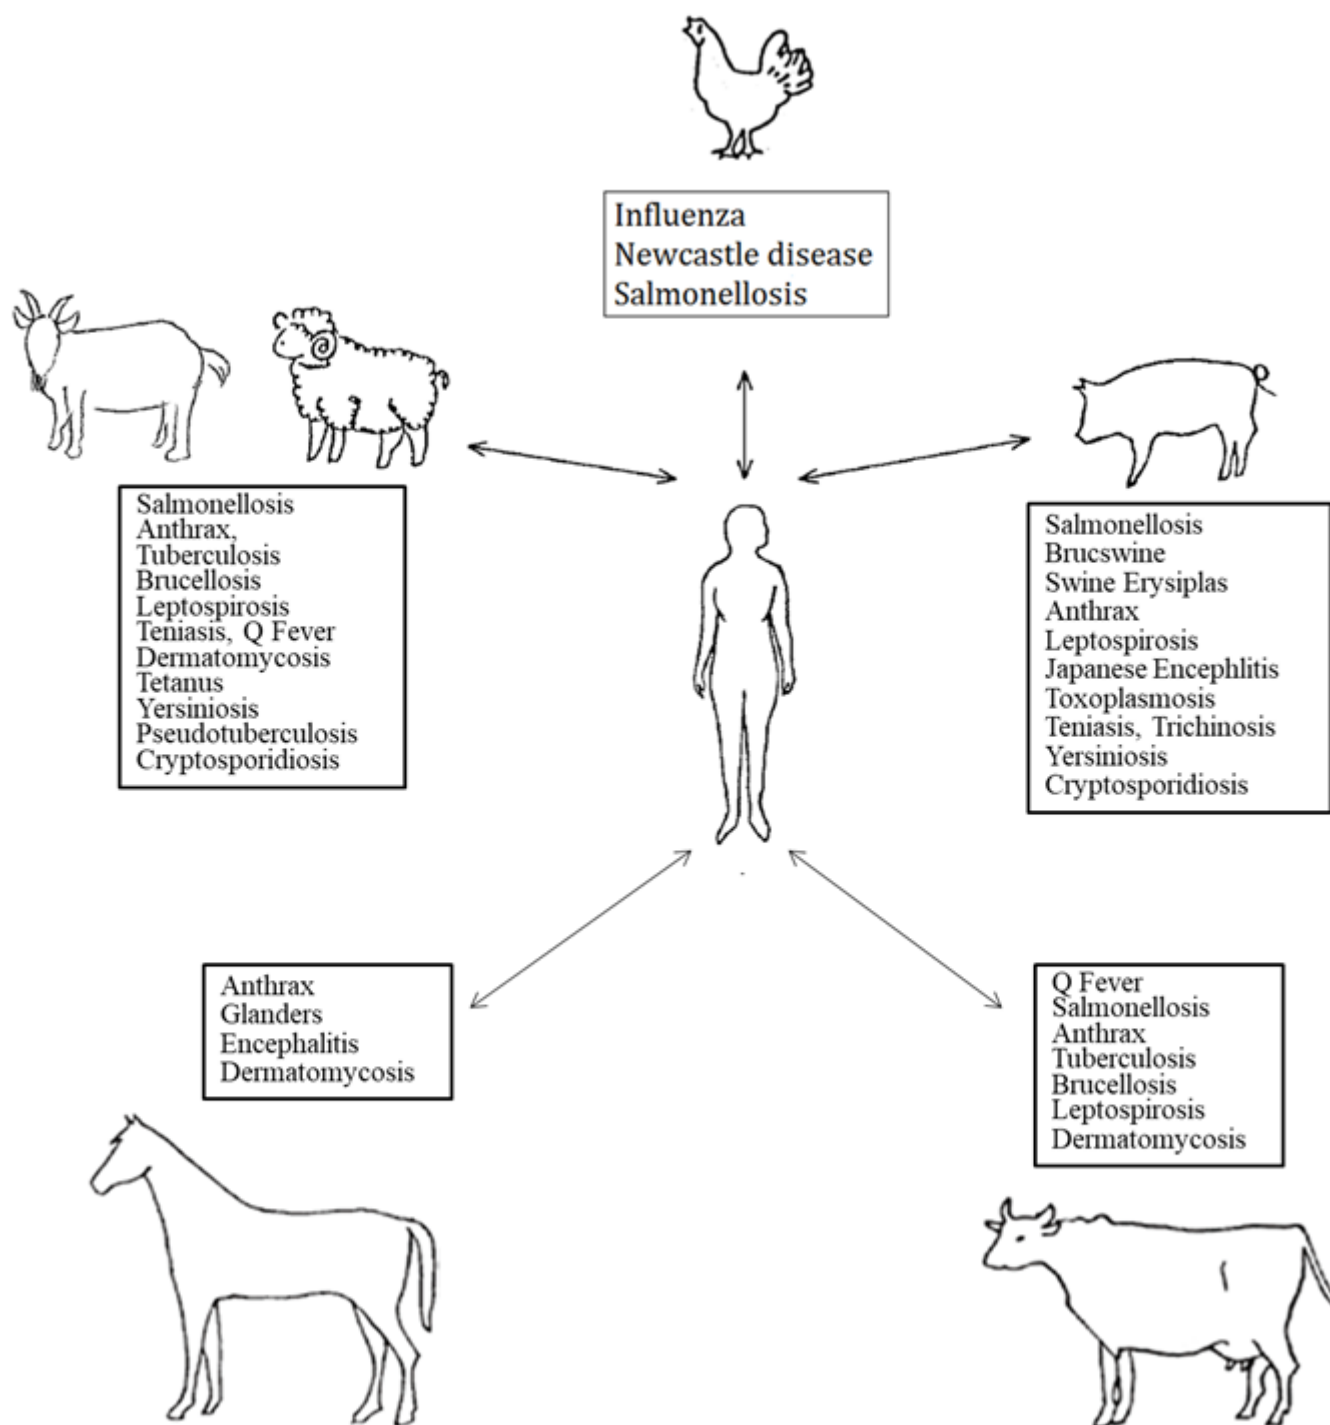 Influenza
Newcastle disease
Salmonellosis
Salmonellosis
Anthrax,
Tuberculosis
Brucellosis
Leptospirosis
Teniasis, Q Fever
Dermatomycosis
Tetanus
Yersiniosis
Pseudotuberculosis
Cryptosporidiosis
Salmonellosis
Brucswine
Swine Erysiplas
Anthrax
Leptospirosis
Japanese Encephlitis
Toxoplasmosis
Teniasis, Trichinosis
Yersiniosis
Cryptosporidiosis
Anthrax
Glanders
Encephalitis
Dermatomycosis
Q Fever
Salmonellosis
Anthrax
Tuberculosis
Brucellosis
Leptospirosis
Dermatomycosis